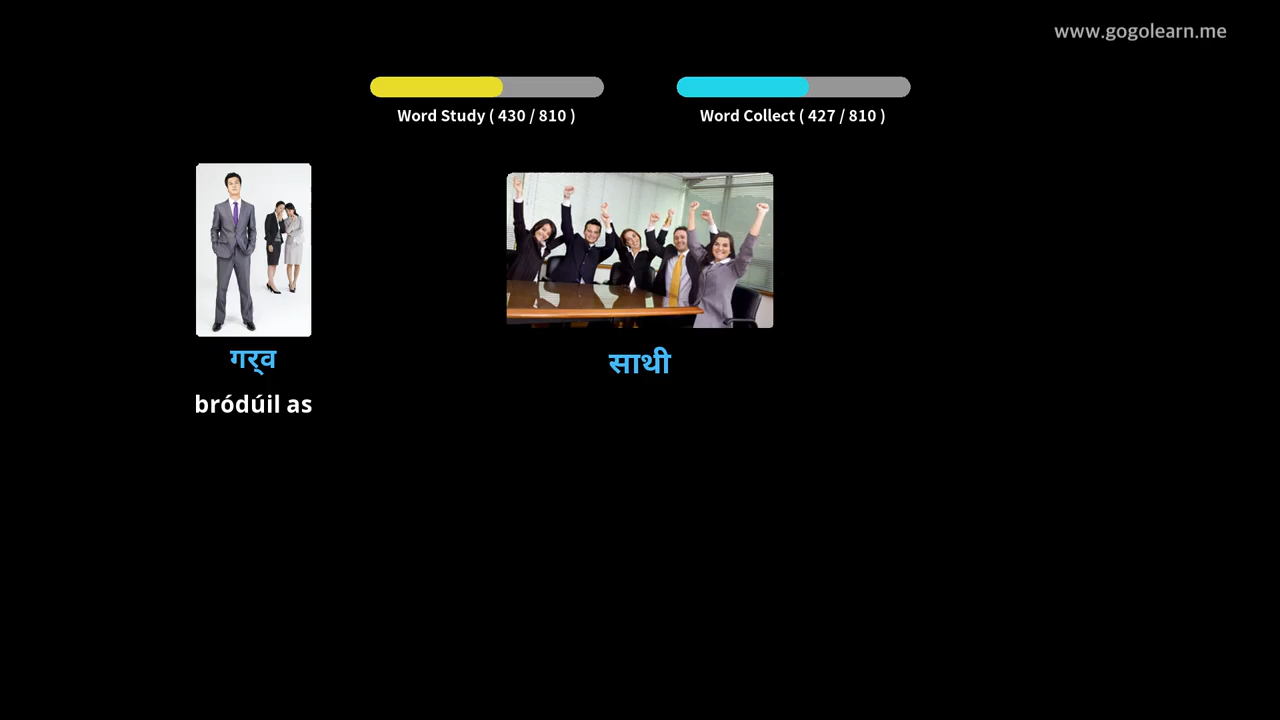 www.gogolearn.me
Word Study ( 430 / 810 )
Word Collect ( 427 / 810 )
गर्‍व
साथी
bródúil as